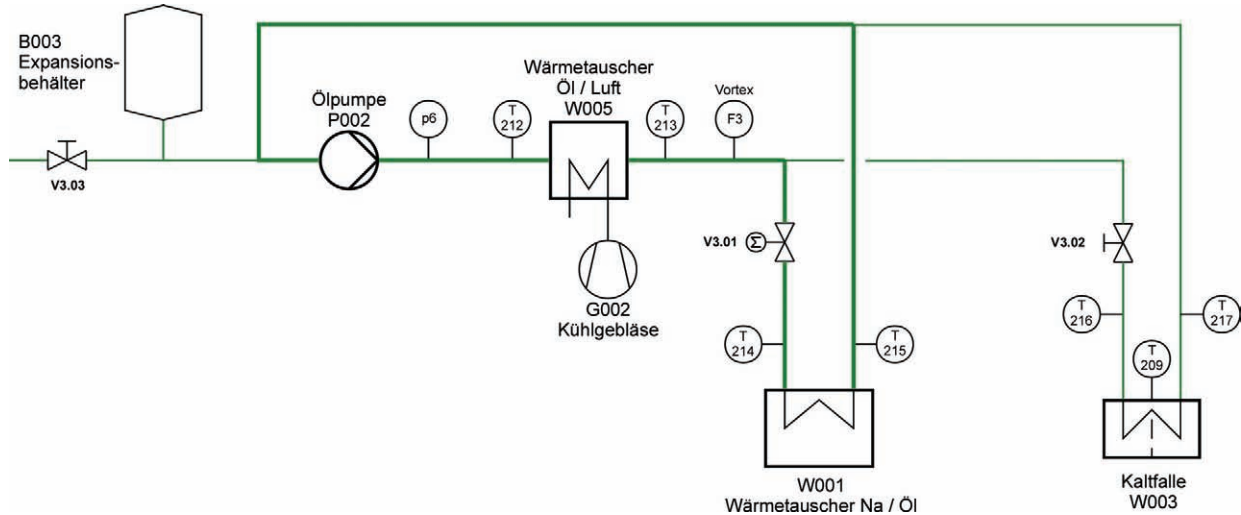 B003
Expansions-
behälter
V3.03
Ölpumpe
P002
p6
T
212
Wärmetauscher
Öl / Luft
W005
G002
Kühlgebläse
T
213
Vortex
F3
V3.01
Σ
T
214
T
215
W001
Wärmetauscher Na / Öl
V3.02
T
216
T
209
T
217
Kaltfalle
W003